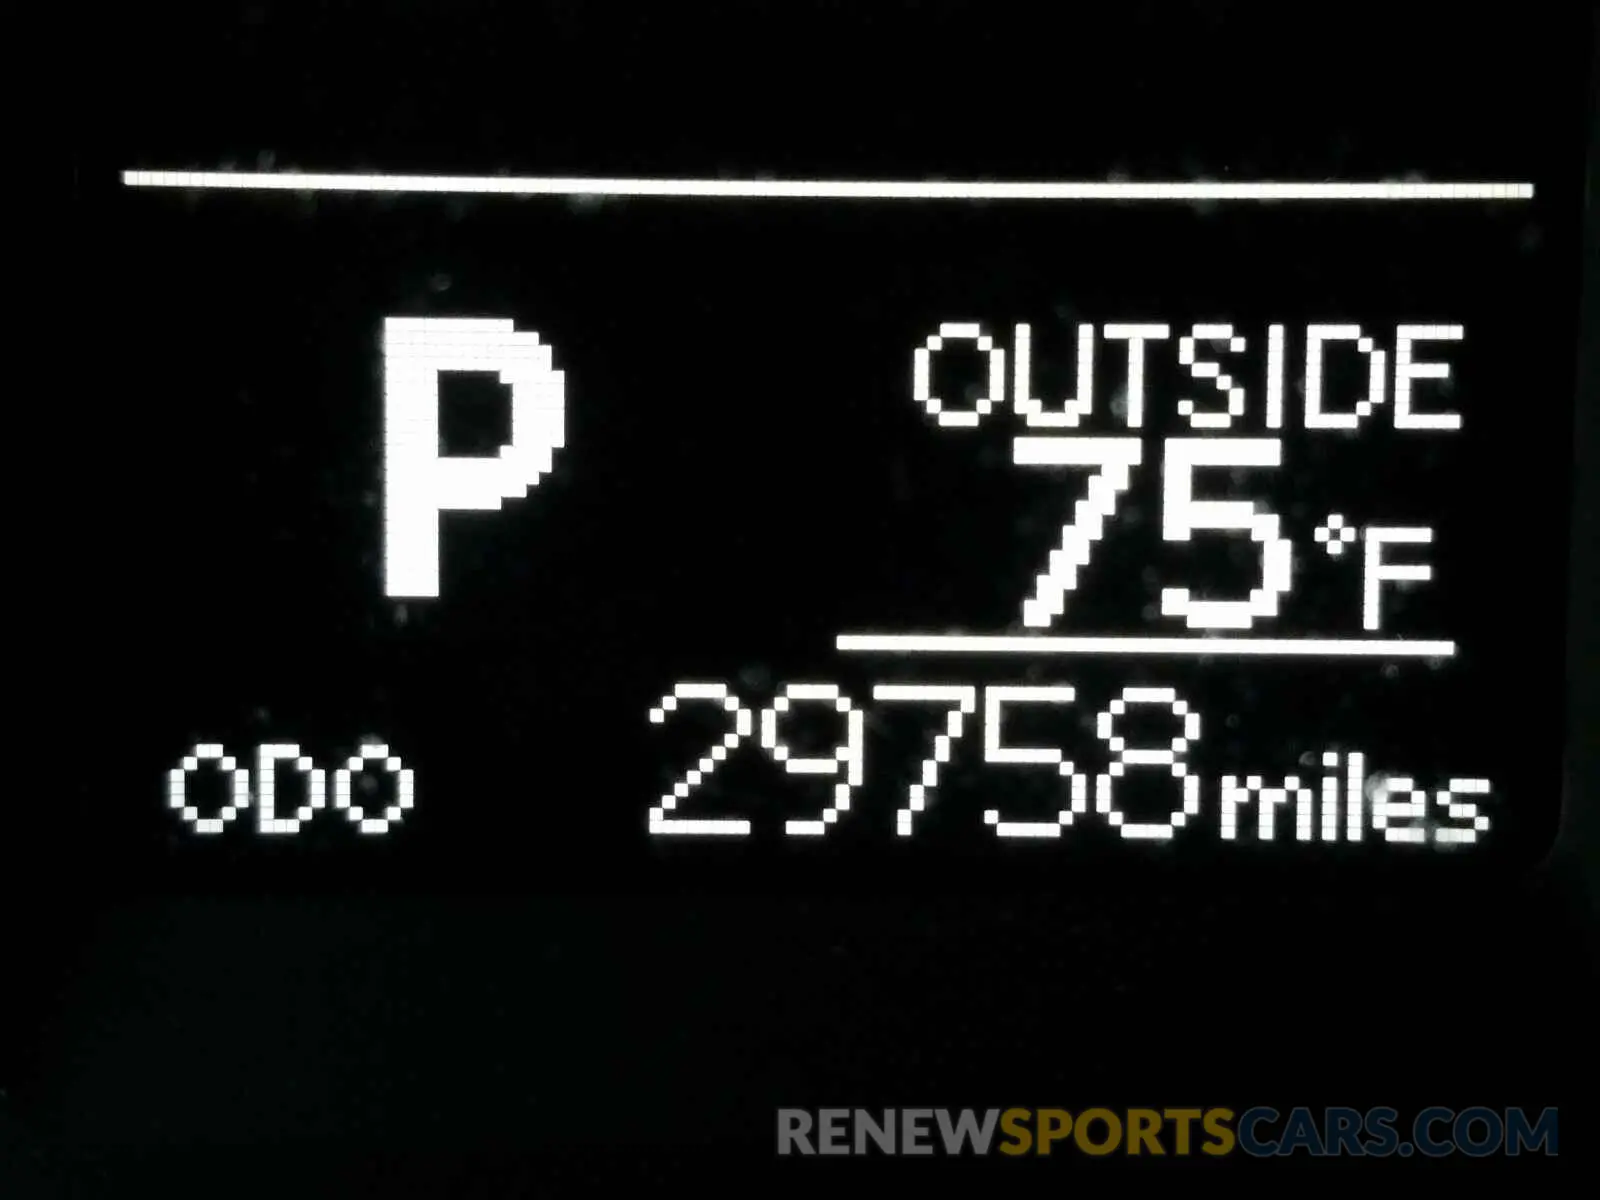 P
OUTSIDE
75 °F
ODO 29758 miles
RENEWSPORTSCARS.COM